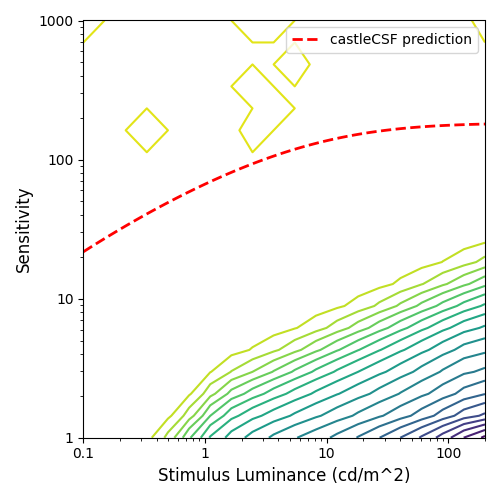 1000
castleCSF prediction
100
Sensitivity
10
1
0.1 1 10 100
Stimulus Luminance (cd/m^2)